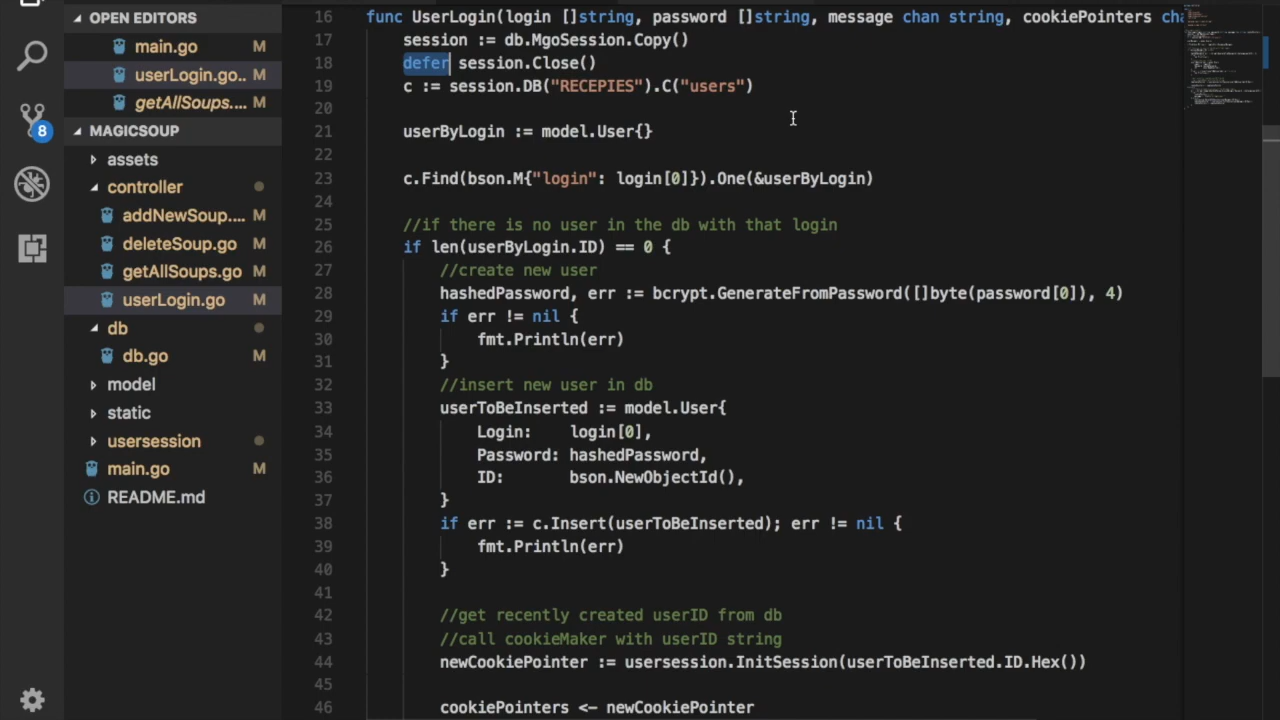 OPEN EDITORS
main.go M
userLogin.go... M
getAllSoups.... M
8
MAGICSOUP
assets
controller
addNewSoup.... M
deleteSoup.go M
getAllSoups.go M
userLogin.go M
db
db.go M
model
static
usersession
main.go M
README.md
16 func UserLogin(login []string, password []string, message chan string, cookiePointers cha
17 session := db.MgoSession.Copy()
18 defer session.Close()
19 c := session.DB("RECEPIES").C("users")
20
21 userByLogin := model.User{}
22
23 c.Find(bson.M{"login": login[0]}).One(&userByLogin)
24
25 //if there is no user in the db with that login
26 if len(userByLogin.ID) == 0 {
27 //create new user
28 hashedPassword, err := bcrypt.GenerateFromPassword([]byte(password[0]), 4)
29 if err != nil {
30 fmt.Println(err)
31 }
32 //insert new user in db
33 userToBeInserted := model.User{
34 Login: login[0],
35 Password: hashedPassword,
36 ID: bson.NewObjectId(),
37 }
38 if err := c.Insert(userToBeInserted); err != nil {
39 fmt.Println(err)
40 }
41
42 //get recently created userID from db
43 //call cookieMaker with userID string
44 newCookiePointer := usersession.InitSession(userToBeInserted.ID.Hex())
45
46 cookiePointers <- newCookiePointer